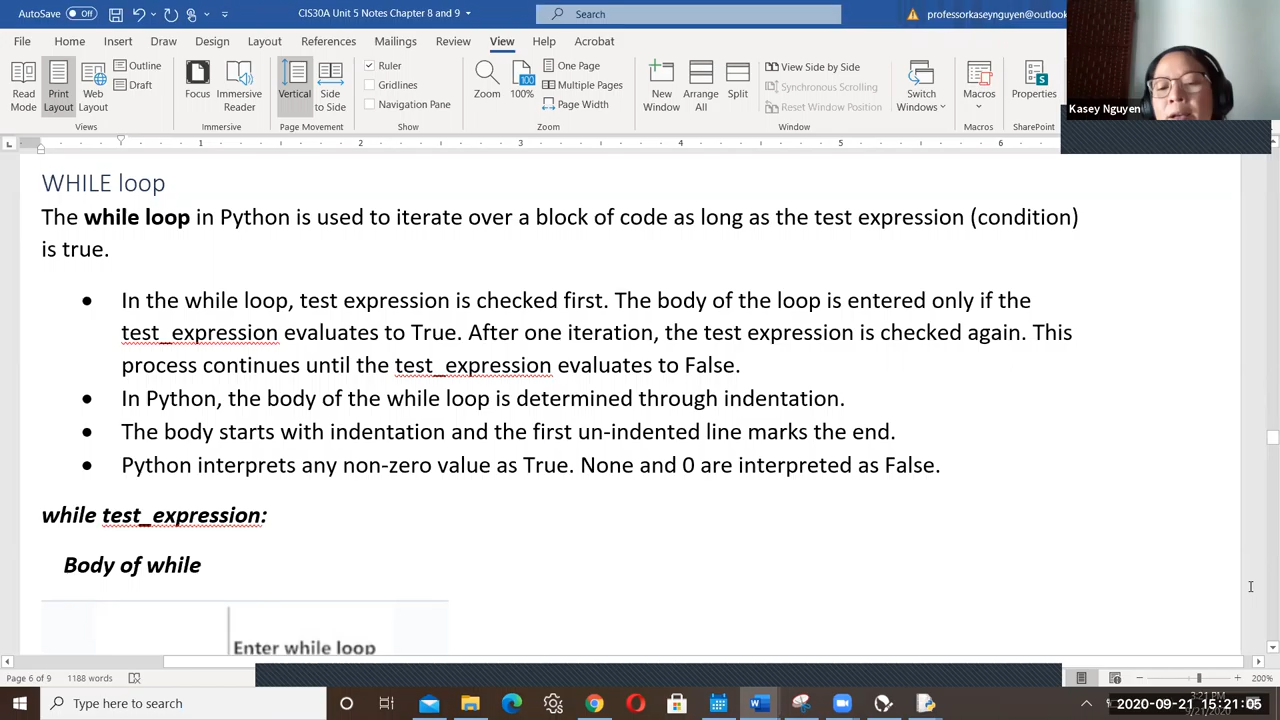 AutoSave Off
CIS30A Unit 5 Notes Chapter 8 and 9
Search
professorkaseynguyen@outlook
File Home Insert Draw Design Layout References Mailings Review View Help Acrobat
Read Mode
Print Layout
Web Layout
Outline
Draft
Views
Focus
Immersive Reader
Immersive
Vertical
Side to Side
Page Movement
Ruler
Gridlines
Navigation Pane
Show
Zoom
100
100%
One Page
Multiple Pages
Page Width
Zoom
New Window
Arrange All
Split
View Side by Side
Synchronous Scrolling
Reset Window Position
Switch Windows
Window
Macros
Macros
Properties
SharePoint
Kasey Nguyen
1 2 3 4 5 6
WHILE loop
The while loop in Python is used to iterate over a block of code as long as the test expression (condition)
is true.
• In the while loop, test expression is checked first. The body of the loop is entered only if the
test_expression evaluates to True. After one iteration, the test expression is checked again. This
process continues until the test_expression evaluates to False.
• In Python, the body of the while loop is determined through indentation.
• The body starts with indentation and the first un-indented line marks the end.
• Python interprets any non-zero value as True. None and 0 are interpreted as False.
while test_expression:
Body of while
Enter while loop
Page 6 of 9 1188 words
200%
Type here to search
3:21 PM
2020-09-21 15:21:05